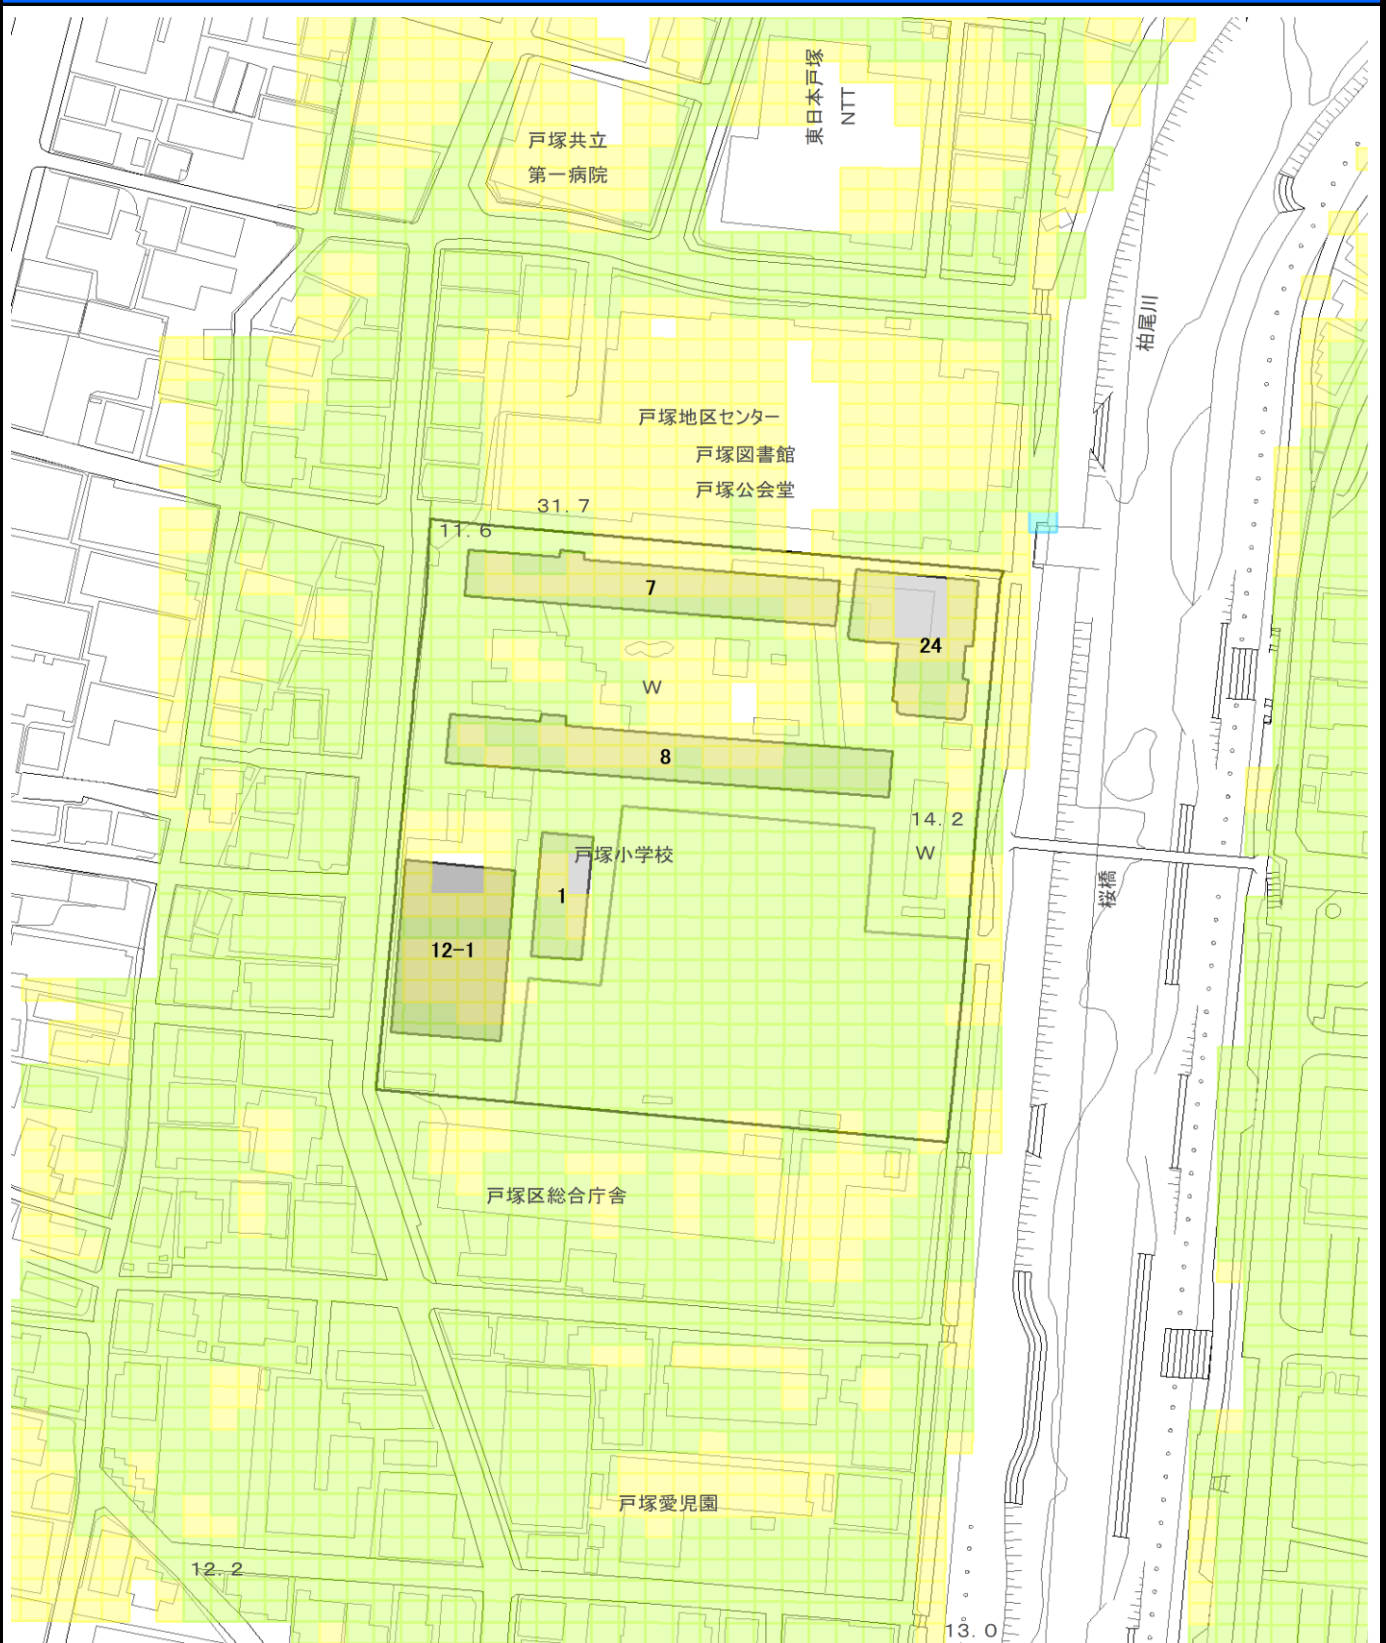 東日本戸塚
NTT
戸塚共立
第一病院
柏尾川
戸塚地区センター
戸塚図書館
戸塚公会堂
31.7
11.6
7
24
W
8
14.2
W
戸塚小学校
1
桜橋
12-1
戸塚区総合庁舎
戸塚愛児園
12.2
13.0